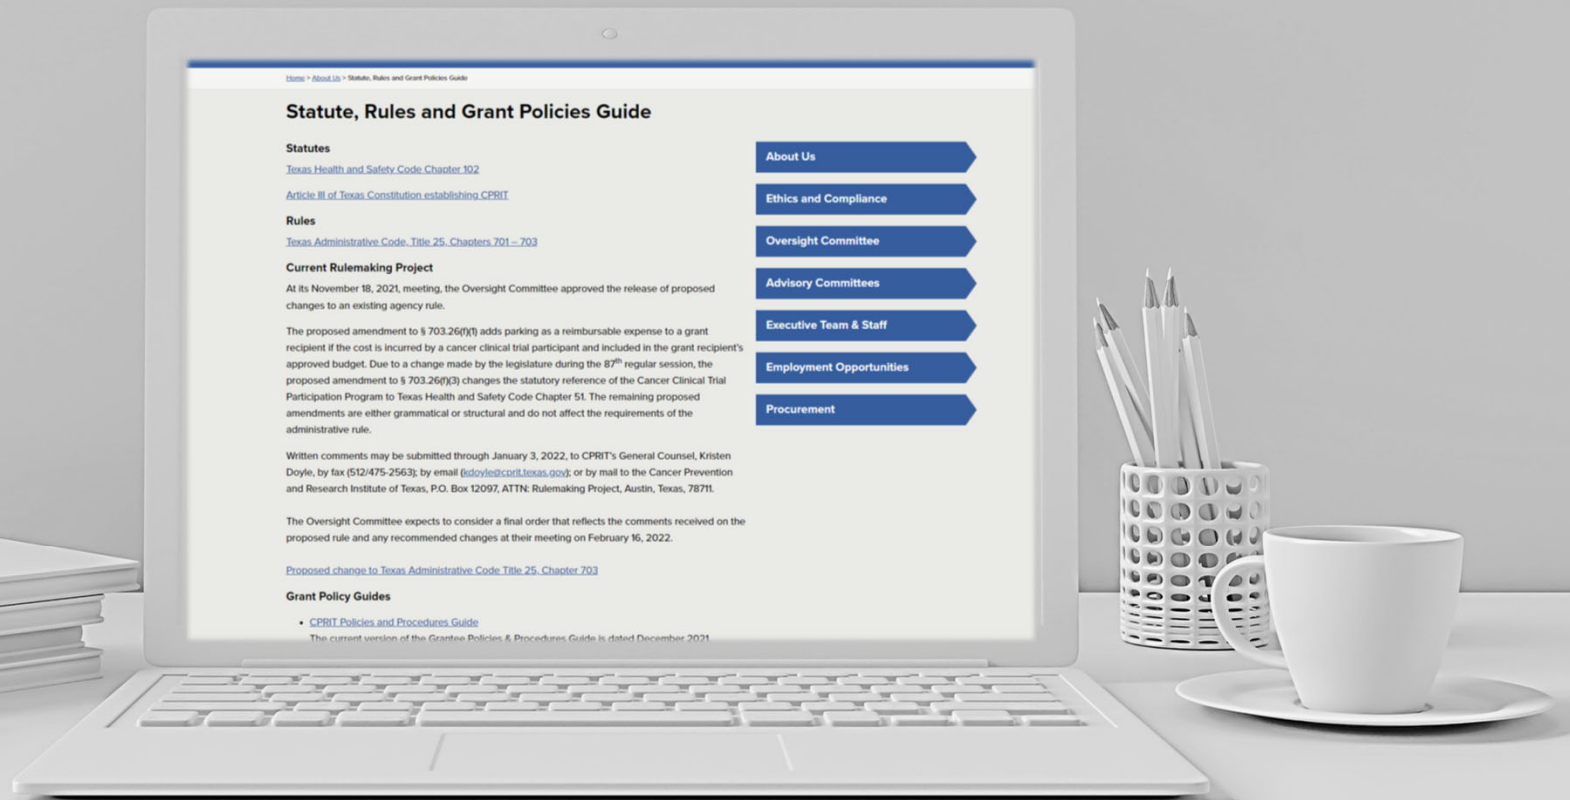 Home > About Us > Statute, Rules and Grant Policies Guide
Statute, Rules and Grant Policies Guide
Statutes
Texas Health and Safety Code Chapter 102
Article III of Texas Constitution establishing CPRIT
Rules
Texas Administrative Code, Title 25, Chapters 701 – 703
Current Rulemaking Project
At its November 18, 2021, meeting, the Oversight Committee approved the release of proposed
changes to an existing agency rule.
The proposed amendment to § 703.26(f)(1) adds parking as a reimbursable expense to a grant
recipient if the cost is incurred by a cancer clinical trial participant and included in the grant recipient's
approved budget. Due to a change made by the legislature during the 87th regular session, the
proposed amendment to § 703.26(f)(3) changes the statutory reference of the Cancer Clinical Trial
Participation Program to Texas Health and Safety Code Chapter 51. The remaining proposed
amendments are either grammatical or structural and do not affect the requirements of the
administrative rule.
Written comments may be submitted through January 3, 2022, to CPRIT's General Counsel, Kristen
Doyle, by fax (512/475-2563); by email (kdoyle@cprit.texas.gov); or by mail to the Cancer Prevention
and Research Institute of Texas, P.O. Box 12097, ATTN: Rulemaking Project, Austin, Texas, 78711.
The Oversight Committee expects to consider a final order that reflects the comments received on the
proposed rule and any recommended changes at their meeting on February 16, 2022.
Proposed change to Texas Administrative Code Title 25, Chapter 703
Grant Policy Guides
• CPRIT Policies and Procedures Guide
The current version of the Grantee Policies & Procedures Guide is dated December 2021
About Us
Ethics and Compliance
Oversight Committee
Advisory Committees
Executive Team & Staff
Employment Opportunities
Procurement